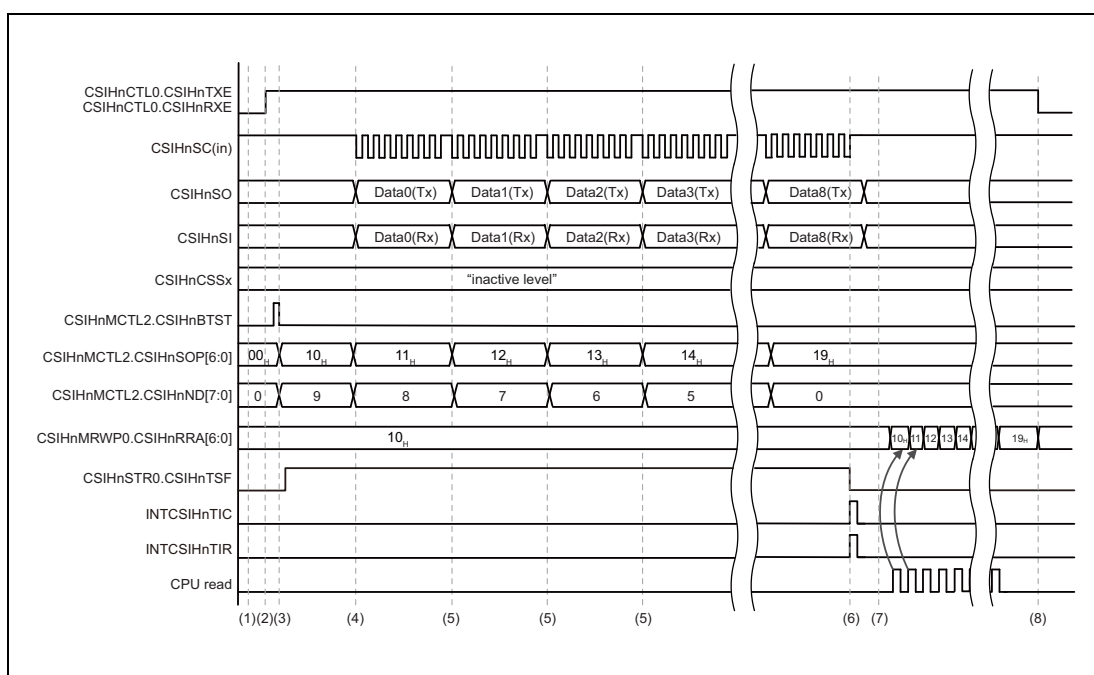 CSIHnCTL0.CSIHnTXE
CSIHnCTL0.CSIHnRXE
CSIHnSC(in)
CSIHnSO Data0(Tx) Data1(Tx) Data2(Tx) Data3(Tx) Data8(Tx)
CSIHnSI Data0(Rx) Data1(Rx) Data2(Rx) Data3(Rx) Data8(Rx)
CSIHnCSSx "inactive level"
CSIHnMCTL2.CSIHnBTST
CSIHnMCTL2.CSIHnSOP[6:0] 00H 10H 11H 12H 13H 14H 19H
CSIHnMCTL2.CSIHnND[7:0] 0 9 8 7 6 5 0
CSIHnMRWP0.CSIHnRRA[6:0] 10H 10H 11 12 13 14 19H
CSIHnSTR0.CSIHnTSF
INTCSIHnTIC
INTCSIHnTIR
CPU read
(1) (2) (3) (4) (5) (5) (5) (6) (7) (8)